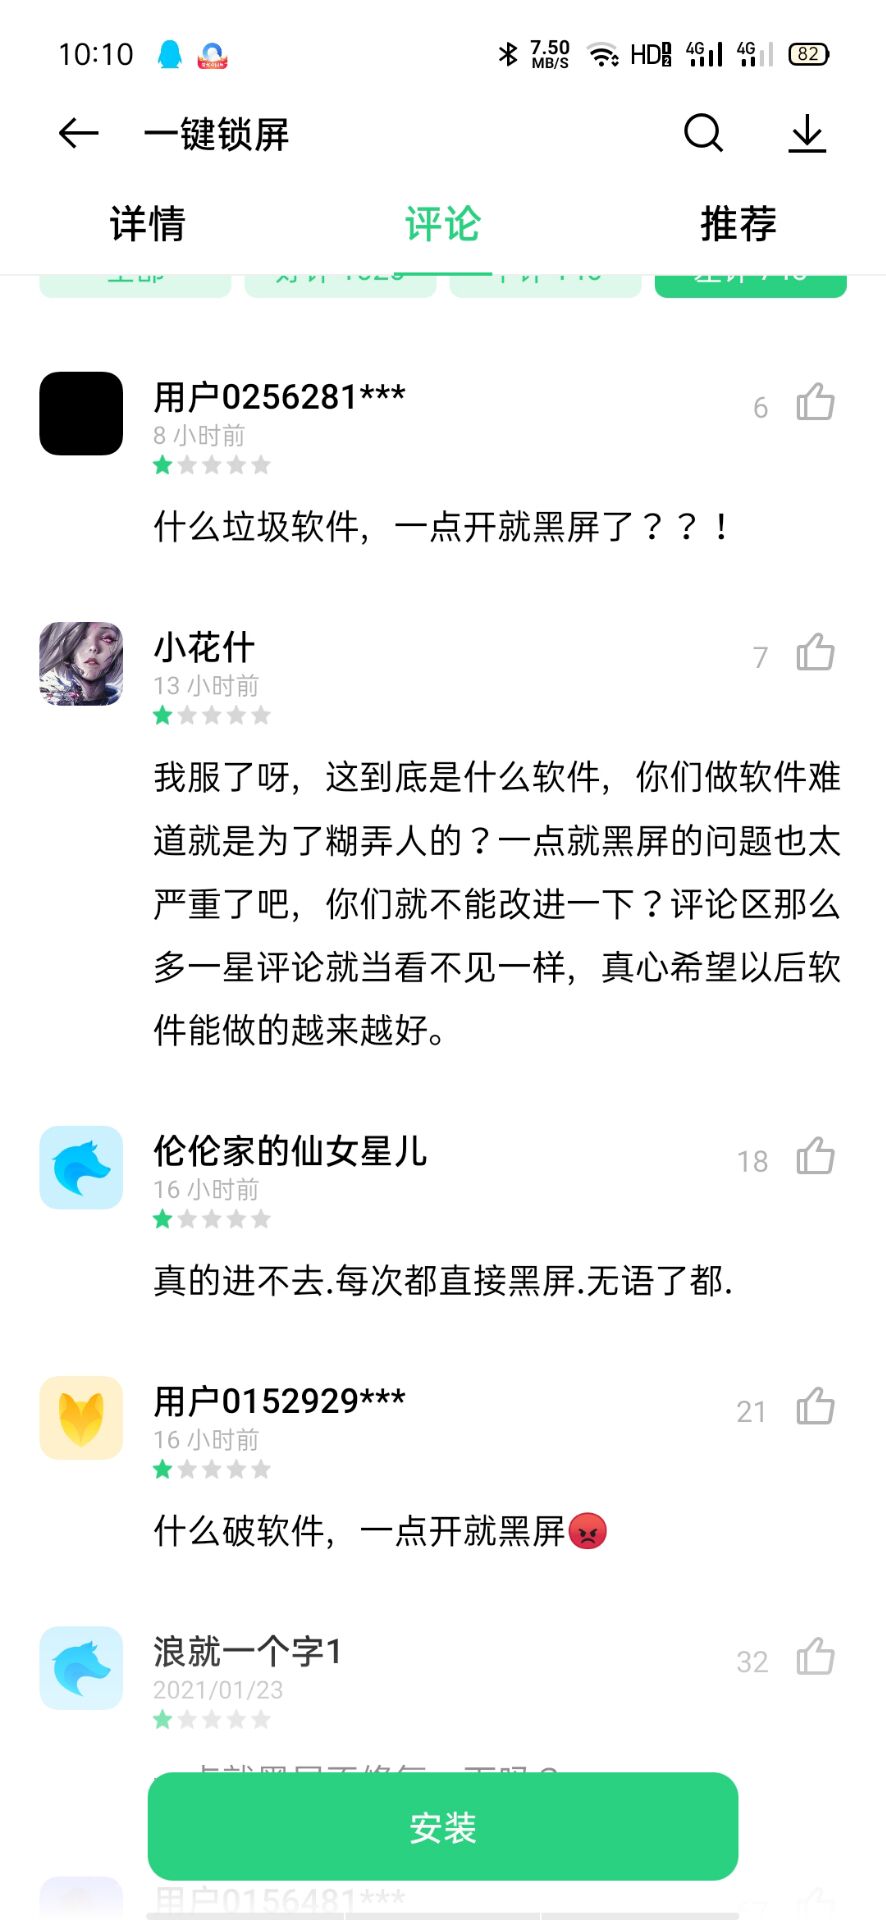 10:10
7.50 MB/S
HD
4G
4G
82
一键锁屏
详情
评论
推荐
用户0256281***
6
8 小时前
什么垃圾软件，一点开就黑屏了？？！
小花什
7
13 小时前
我服了呀，这到底是什么软件，你们做软件难
道就是为了糊弄人的？一点就黑屏的问题也太
严重了吧，你们就不能改进一下？评论区那么
多一星评论就当看不见一样，真心希望以后软
件能做的越来越好。
伦伦家的仙女星儿
18
16 小时前
真的进不去.每次都直接黑屏.无语了都.
用户0152929***
21
16 小时前
什么破软件，一点开就黑屏😡
浪就一个字1
32
2021/01/23
安装
用户0156481***